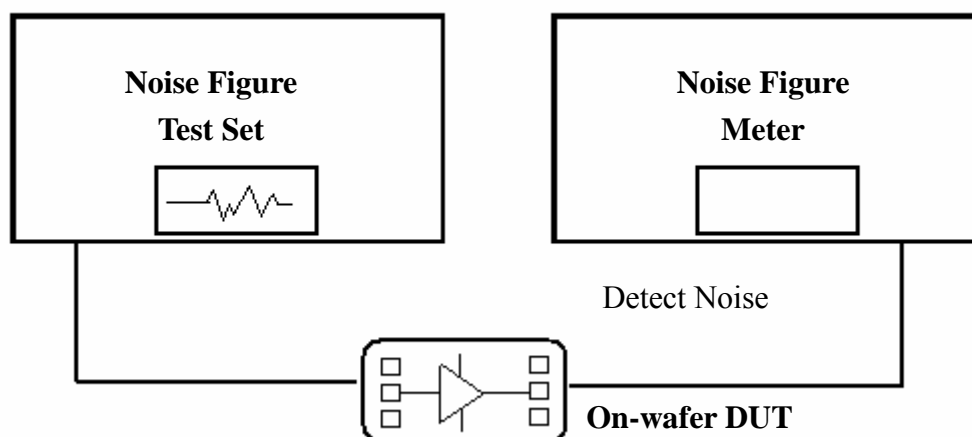 Noise Figure
Test Set
Noise Figure
Meter
Detect Noise
On-wafer DUT